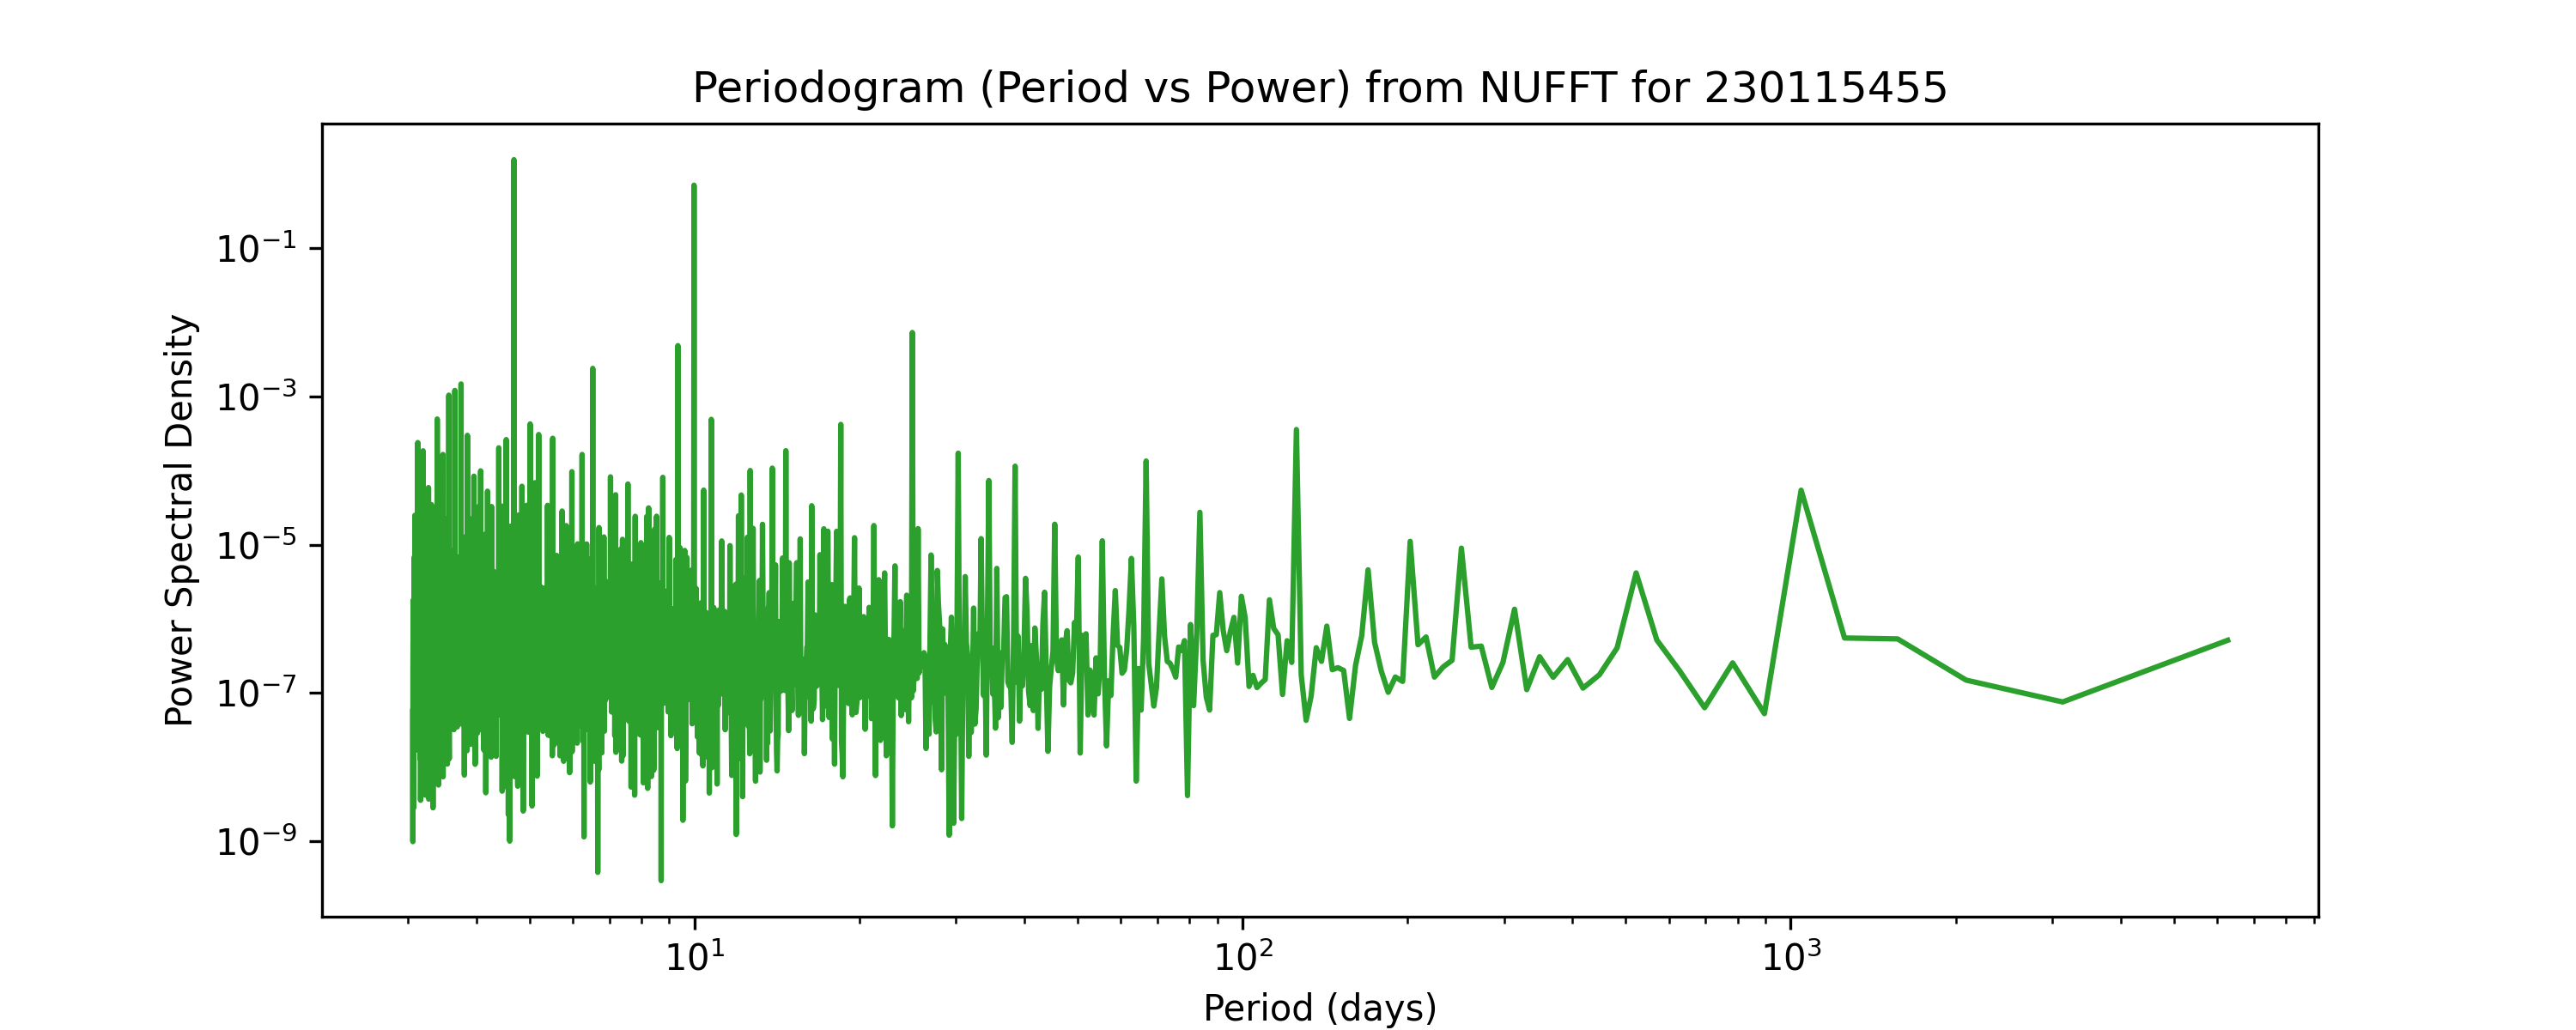 Periodogram (Period vs Power) from NUFFT for 230115455
Power Spectral Density
10⁻¹
10⁻³
10⁻⁵
10⁻⁷
10⁻⁹
10¹ 10² 10³
Period (days)